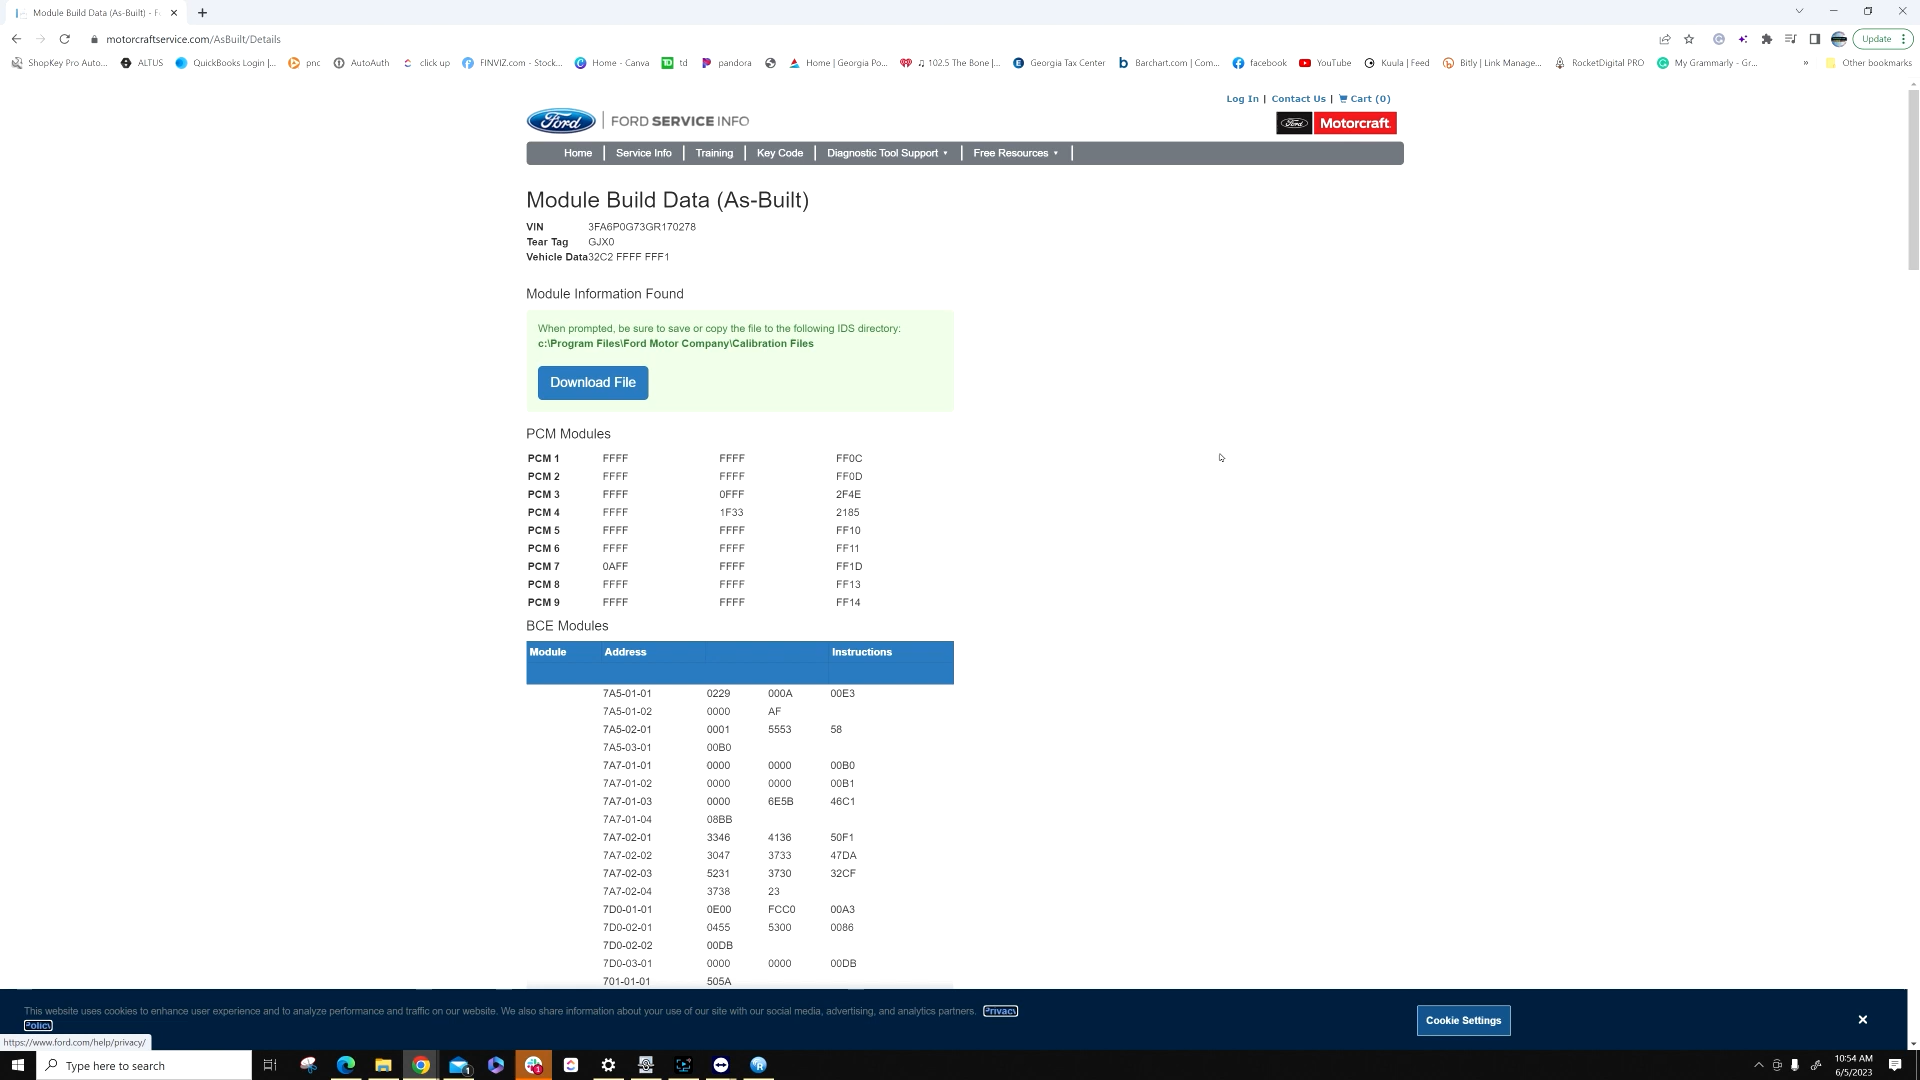 Module Build Data (As-Built) - F
motorcraftservice.com/AsBuilt/Details
Update
ShopKey Pro Auto...
ALTUS
QuickBooks Login |...
pnc
AutoAuth
click up
FINVIZ.com - Stock...
Home - Canva
td
pandora
Home | Georgia Po...
♫ 102.5 The Bone |...
Georgia Tax Center
Barchart.com | Com...
facebook
YouTube
Kuula | Feed
Bitly | Link Manage...
RocketDigital PRO
My Grammarly - Gr...
»
Other bookmarks
Log In | Contact Us | Cart (0)
Ford | FORD SERVICE INFO
Ford Motorcraft
Home | Service Info | Training | Key Code | Diagnostic Tool Support | Free Resources |
Module Build Data (As-Built)
VIN 3FA6P0G73GR170278
Tear Tag GJX0
Vehicle Data32C2 FFFF FFF1
Module Information Found
When prompted, be sure to save or copy the file to the following IDS directory:
c:\Program Files\Ford Motor Company\Calibration Files
Download File
PCM Modules
PCM 1 FFFF FFFF FF0C
PCM 2 FFFF FFFF FF0D
PCM 3 FFFF 0FFF 2F4E
PCM 4 FFFF 1F33 2185
PCM 5 FFFF FFFF FF10
PCM 6 FFFF FFFF FF11
PCM 7 0AFF FFFF FF1D
PCM 8 FFFF FFFF FF13
PCM 9 FFFF FFFF FF14
BCE Modules
Module Address Instructions
7A5-01-01 0229 000A 00E3
7A5-01-02 0000 AF
7A5-02-01 0001 5553 58
7A5-03-01 00B0
7A7-01-01 0000 0000 00B0
7A7-01-02 0000 0000 00B1
7A7-01-03 0000 6E5B 46C1
7A7-01-04 08BB
7A7-02-01 3346 4136 50F1
7A7-02-02 3047 3733 47DA
7A7-02-03 5231 3730 32CF
7A7-02-04 3738 23
7D0-01-01 0E00 FCC0 00A3
7D0-02-01 0455 5300 0086
7D0-02-02 00DB
7D0-03-01 0000 0000 00DB
701-01-01 505A
This website uses cookies to enhance user experience and to analyze performance and traffic on our website. We also share information about your use of our site with our social media, advertising, and analytics partners. Privacy
Policy
Cookie Settings
https://www.ford.com/help/privacy/
Type here to search
1
1
10:54 AM
6/5/2023